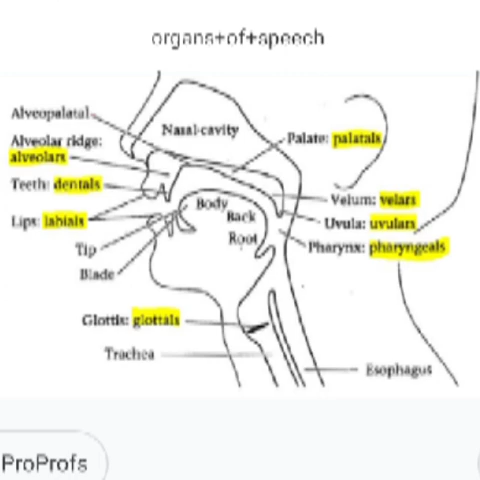 organs+of+speech
Alveopalatal
Nasal cavity
Alveolar ridge:
alveolars
Palate: palatals
Teeth: dentals
Velum: velars
Body
Lips: labials
Back
Uvula: uvulars
Root
Tip
Pharynx: pharyngeals
Blade
Glottis: glottals
Trachea
Esophagus
ProProfs